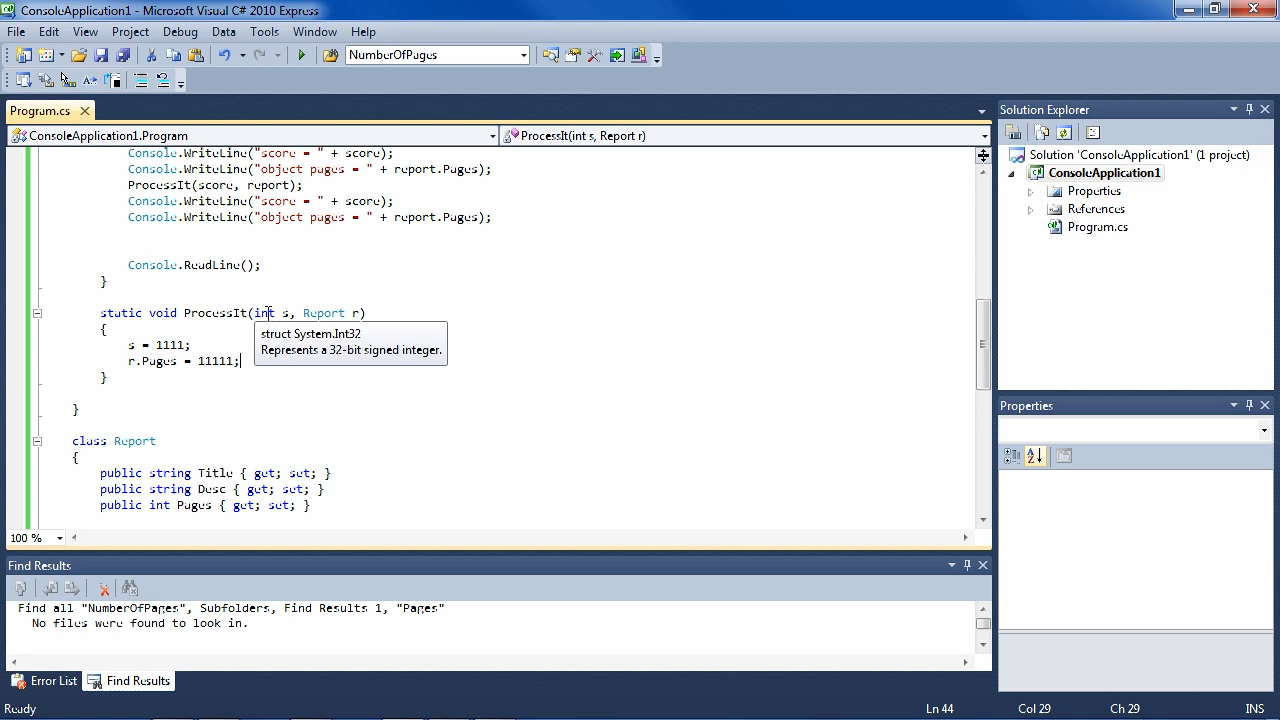 ConsoleApplication1 - Microsoft Visual C# 2010 Express
File Edit View Project Debug Data Tools Window Help
NumberOfPages
Program.cs
ConsoleApplication1.Program
ProcessIt(int s, Report r)
Console.WriteLine("score = " + score);
Console.WriteLine("object pages = " + report.Pages);
ProcessIt(score, report);
Console.WriteLine("score = " + score);
Console.WriteLine("object pages = " + report.Pages);
Console.ReadLine();
}
static void ProcessIt(int s, Report r)
{
s = 1111;
r.Pages = 11111;
}
struct System.Int32
Represents a 32-bit signed integer.
}
class Report
{
public string Title { get; set; }
public string Desc { get; set; }
public int Pages { get; set; }
100 %
Solution Explorer
Solution 'ConsoleApplication1' (1 project)
ConsoleApplication1
Properties
References
Program.cs
Properties
Find Results
Find all "NumberOfPages", Subfolders, Find Results 1, "Pages"
No files were found to look in.
Error List
Find Results
Ready
Ln 44
Col 29
Ch 29
INS